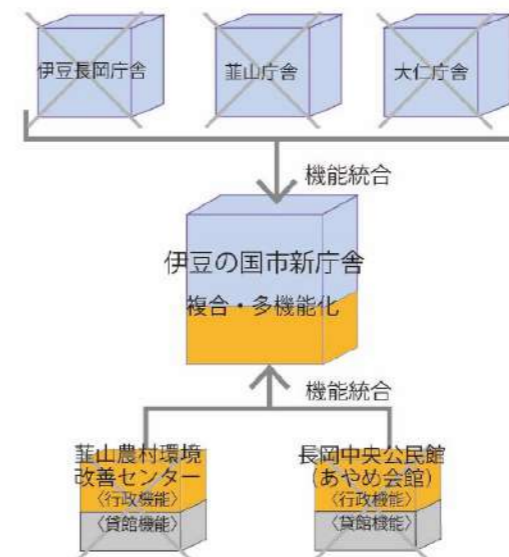 伊豆長岡庁舎
韮山庁舎
大仁庁舎
機能統合
伊豆の国市新庁舎
複合・多機能化
機能統合
韮山農村環境
改善センター
〈行政機能〉
〈貸館機能〉
長岡中央公民館
(あやめ会館)
〈行政機能〉
〈貸館機能〉